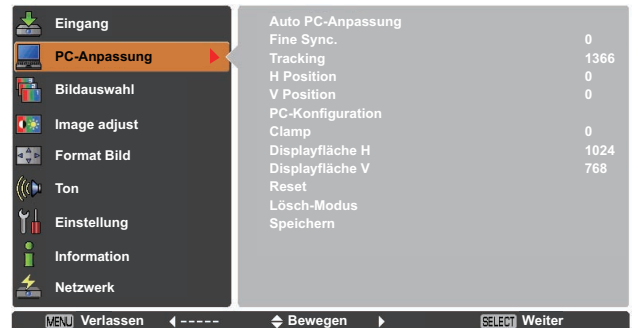 Eingang
PC-Anpassung
Bildauswahl
Image adjust
Format Bild
Ton
Einstellung
Information
Netzwerk
Auto PC-Anpassung
Fine Sync. 0
Tracking 1366
H Position 0
V Position 0
PC-Konfiguration
Clamp 0
Displayfläche H 1024
Displayfläche V 768
Reset
Lösch-Modus
Speichern
MENU Verlassen ----- Bewegen SELECT Weiter